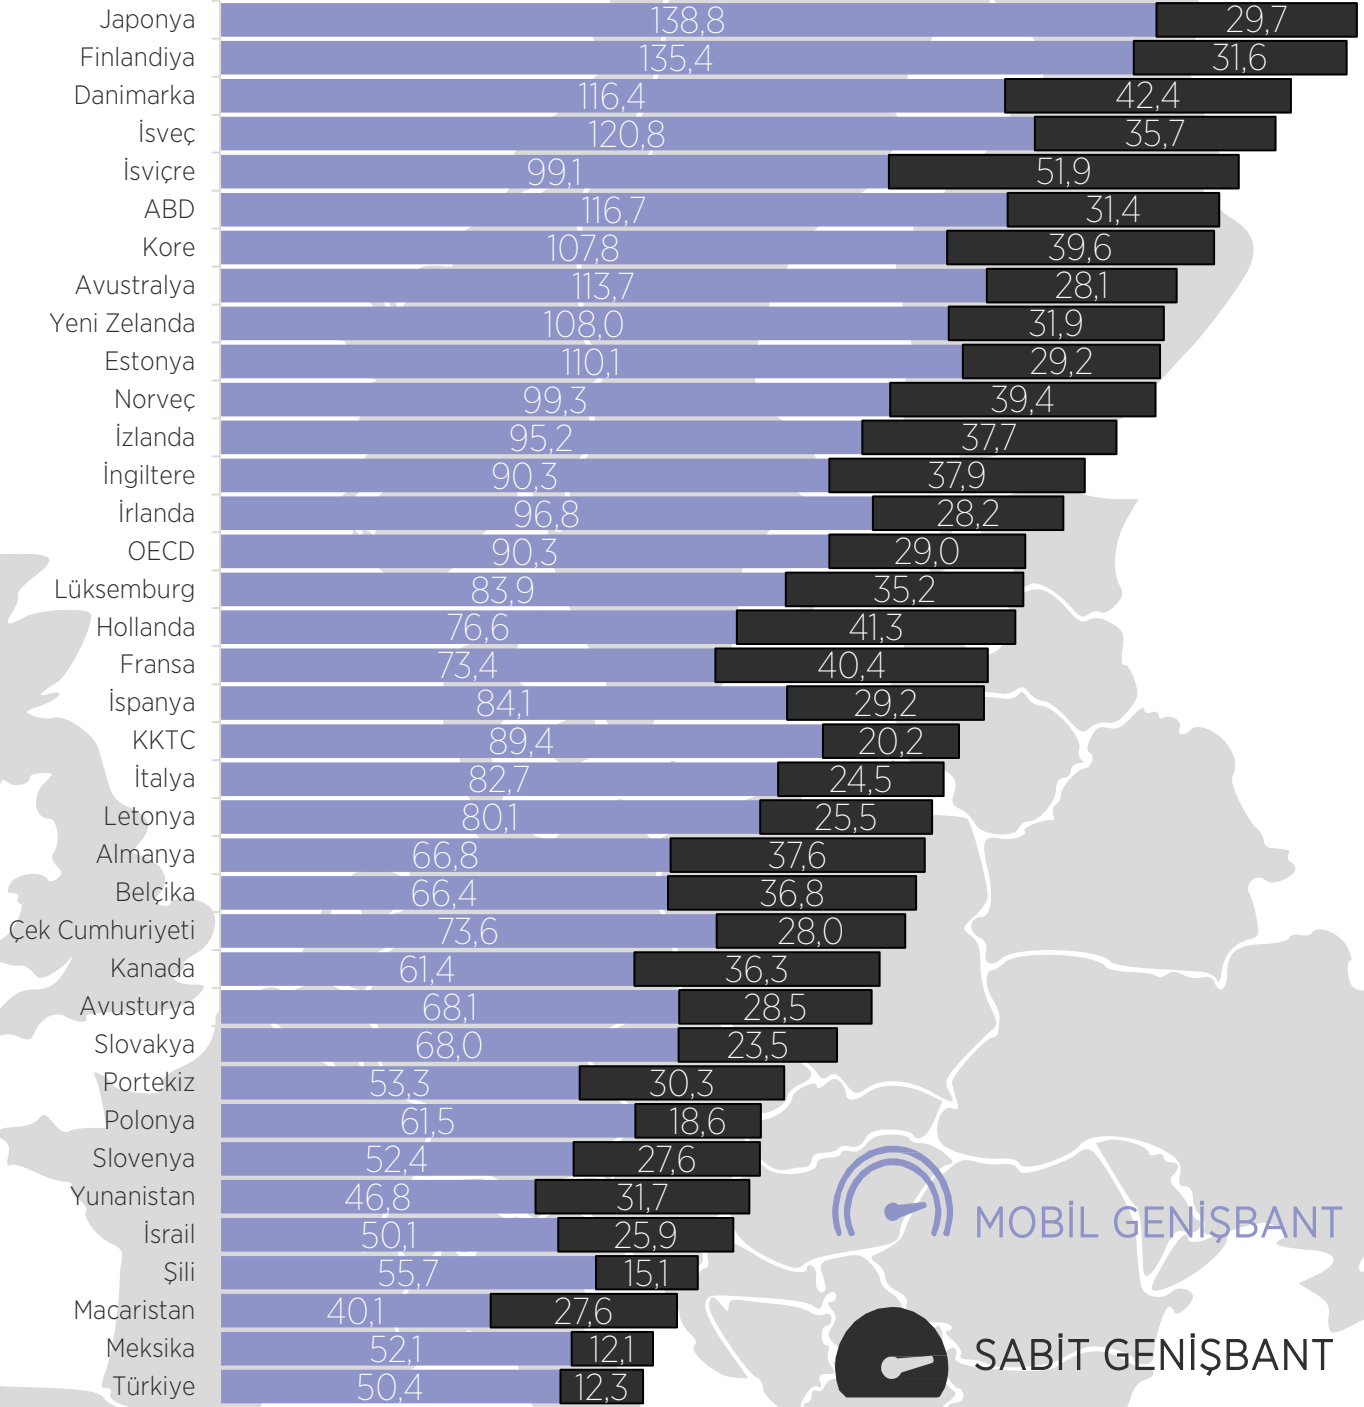 Japonya 138,8 29,7
Finlandiya 135,4 31,6
Danimarka 116,4 42,4
İsveç 120,8 35,7
İsviçre 99,1 51,9
ABD 116,7 31,4
Kore 107,8 39,6
Avustralya 113,7 28,1
Yeni Zelanda 108,0 31,9
Estonya 110,1 29,2
Norveç 99,3 39,4
İzlanda 95,2 37,7
İngiltere 90,3 37,9
İrlanda 96,8 28,2
OECD 90,3 29,0
Lüksemburg 83,9 35,2
Hollanda 76,6 41,3
Fransa 73,4 40,4
İspanya 84,1 29,2
KKTC 89,4 20,2
İtalya 82,7 24,5
Letonya 80,1 25,5
Almanya 66,8 37,6
Belçika 66,4 36,8
Çek Cumhuriyeti 73,6 28,0
Kanada 61,4 36,3
Avusturya 68,1 28,5
Slovakya 68,0 23,5
Portekiz 53,3 30,3
Polonya 61,5 18,6
Slovenya 52,4 27,6
Yunanistan 46,8 31,7
İsrail 50,1 25,9
Şili 55,7 15,1
Macaristan 40,1 27,6
Meksika 52,1 12,1
Türkiye 50,4 12,3
MOBİL GENİŞBANT
SABİT GENİŞBANT